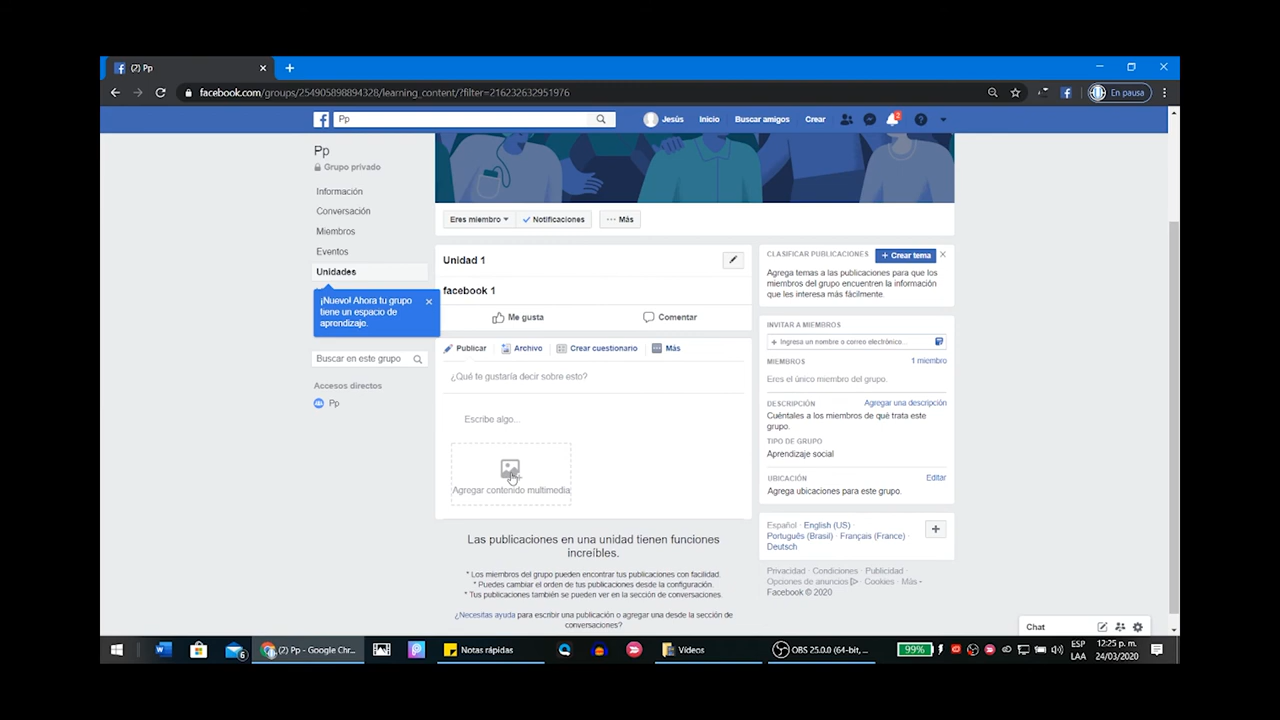 (2) Pp
facebook.com/groups/254905898894328/learning_content/?filter=216232632951976
En pausa
Pp
Jesús
Inicio
Buscar amigos
Crear
2
Pp
Grupo privado
Información
Conversación
Miembros
Eventos
Unidades
¡Nuevo! Ahora tu grupo
tiene un espacio de
aprendizaje.
Buscar en este grupo
Accesos directos
Pp
Eres miembro
Notificaciones
Más
Unidad 1
facebook 1
Me gusta
Comentar
Publicar
Archivo
Crear cuestionario
Más
¿Qué te gustaría decir sobre esto?
Escribe algo...
Agregar contenido multimedia
Las publicaciones en una unidad tienen funciones
increíbles.
* Los miembros del grupo pueden encontrar tus publicaciones con facilidad.
* Puedes cambiar el orden de tus publicaciones desde la configuración.
* Tus publicaciones también se pueden ver en la sección de conversaciones.
¿Necesitas ayuda para escribir una publicación o agregar una desde la sección de
conversaciones?
CLASIFICAR PUBLICACIONES
+ Crear tema
Agrega temas a las publicaciones para que los
miembros del grupo encuentren la información
que les interesa más fácilmente.
INVITAR A MIEMBROS
+ Ingresa un nombre o correo electrónico...
MIEMBROS
1 miembro
Eres el único miembro del grupo.
DESCRIPCIÓN
Agregar una descripción
Cuéntales a los miembros de qué trata este
grupo.
TIPO DE GRUPO
Aprendizaje social
UBICACIÓN
Editar
Agrega ubicaciones para este grupo.
Español · English (US) ·
Português (Brasil) · Français (France) ·
Deutsch
Privacidad · Condiciones · Publicidad ·
Opciones de anuncios · Cookies · Más
Facebook © 2020
Chat
6
(2) Pp - Google Chr...
Notas rápidas
Vídeos
OBS 25.0.0 (64-bit, ...
99%
ESP
LAA
12:25 p. m.
24/03/2020